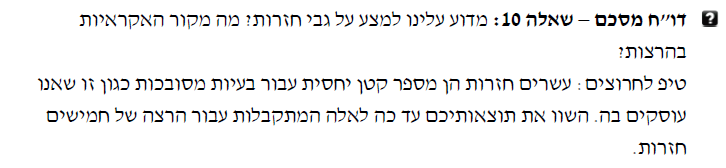 דו״ח מסכם – שאלה 10: מדוע עלינו למצע על גבי חזרות? מה מקור האקראיות
בהרצות?
טיפ לחרוצים: עשרים חזרות הן מספר קטן יחסית עבור בעיות מסובכות כגון זו שאנו
עוסקים בה. השוו את תוצאותיכם עד כה לאלה המתקבלות עבור הרצה של חמישים
חזרות.